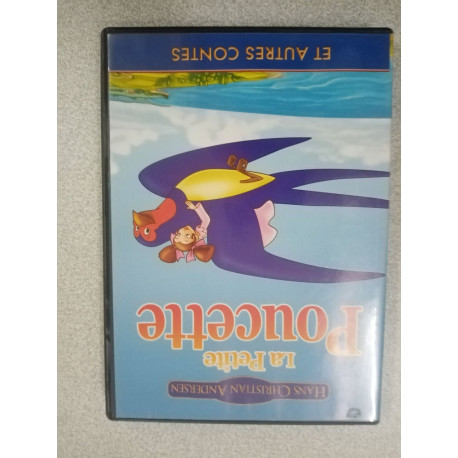 HANS CHRISTIAN ANDERSEN
La Petite
Poucette
ET AUTRES CONTES